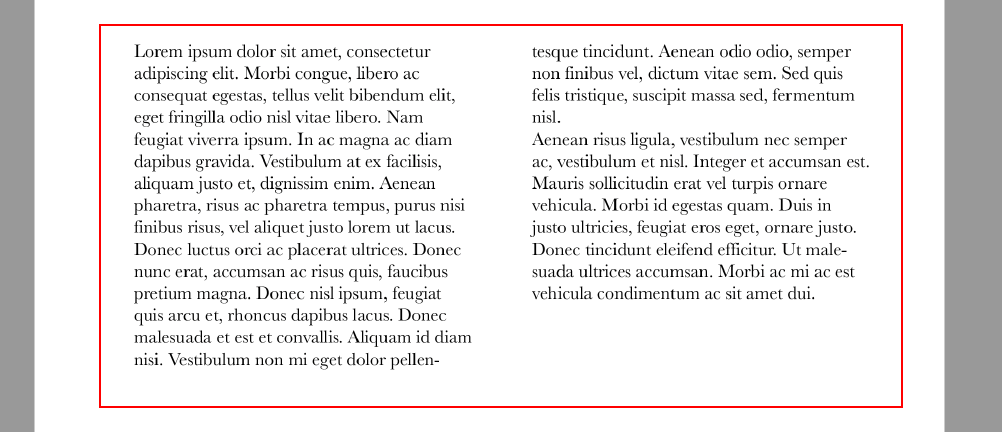 Lorem ipsum dolor sit amet, consectetur
adipiscing elit. Morbi congue, libero ac
consequat egestas, tellus velit bibendum elit,
eget fringilla odio nisl vitae libero. Nam
feugiat viverra ipsum. In ac magna ac diam
dapibus gravida. Vestibulum at ex facilisis,
aliquam justo et, dignissim enim. Aenean
pharetra, risus ac pharetra tempus, purus nisi
finibus risus, vel aliquet justo lorem ut lacus.
Donec luctus orci ac placerat ultrices. Donec
nunc erat, accumsan ac risus quis, faucibus
pretium magna. Donec nisl ipsum, feugiat
quis arcu et, rhoncus dapibus lacus. Donec
malesuada et est et convallis. Aliquam id diam
nisi. Vestibulum non mi eget dolor pellen-
tesque tincidunt. Aenean odio odio, semper
non finibus vel, dictum vitae sem. Sed quis
felis tristique, suscipit massa sed, fermentum
nisl.
Aenean risus ligula, vestibulum nec semper
ac, vestibulum et nisl. Integer et accumsan est.
Mauris sollicitudin erat vel turpis ornare
vehicula. Morbi id egestas quam. Duis in
justo ultricies, feugiat eros eget, ornare justo.
Donec tincidunt eleifend efficitur. Ut male-
suada ultrices accumsan. Morbi ac mi ac est
vehicula condimentum ac sit amet dui.